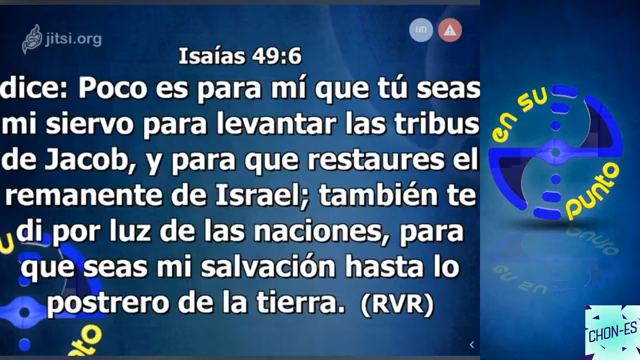 jitsi.org
HD
Isaías 49:6
dice: Poco es para mí que tú seas
mi siervo para levantar las tribus
de Jacob, y para que restaures el
remanente de Israel; también te
di por luz de las naciones, para
que seas mi salvación hasta lo
postrero de la tierra. (RVR)
en su
punto
CHON-ES